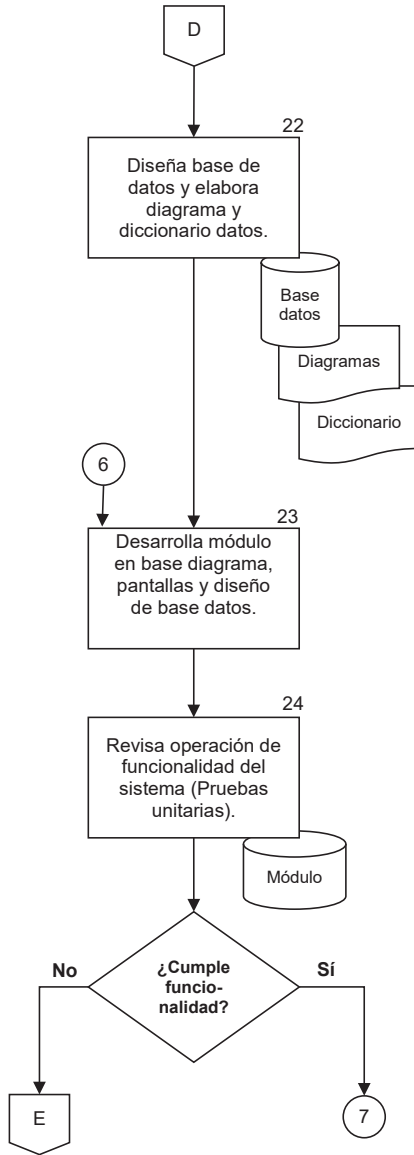 D
22
Diseña base de
datos y elabora
diagrama y
diccionario datos.
Base
datos
Diagramas
Diccionario
6
23
Desarrolla módulo
en base diagrama,
pantallas y diseño
de base datos.
24
Revisa operación de
funcionalidad del
sistema (Pruebas
unitarias).
Módulo
No
¿Cumple
funcio-
nalidad?
Sí
E
7